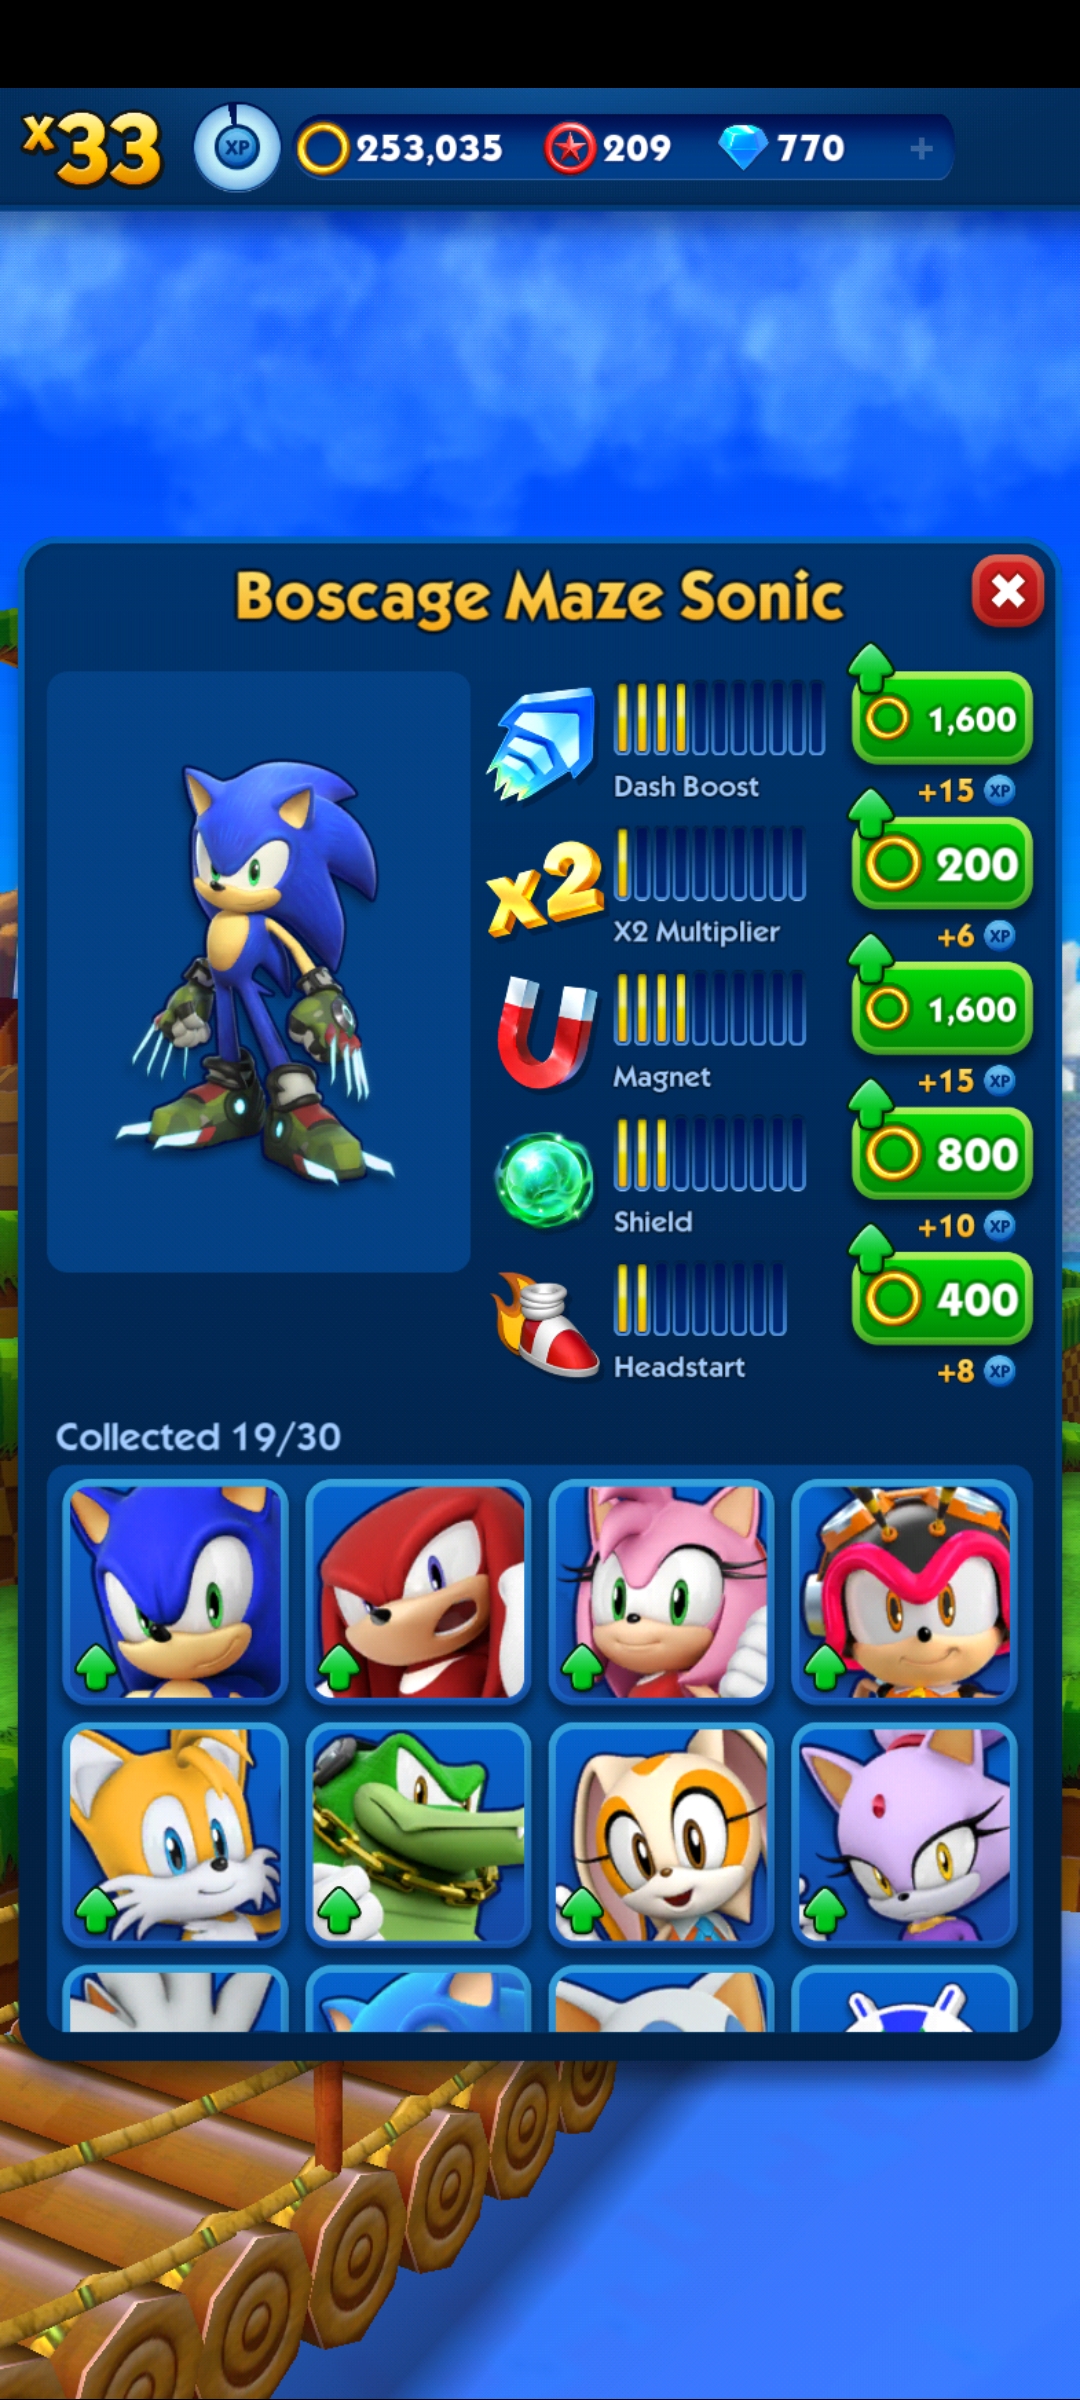 x33 XP 253,035 209 770 +
Boscage Maze Sonic
1,600
Dash Boost +15 XP
x2 200
X2 Multiplier +6 XP
1,600
Magnet +15 XP
800
Shield +10 XP
400
Headstart +8 XP
Collected 19/30